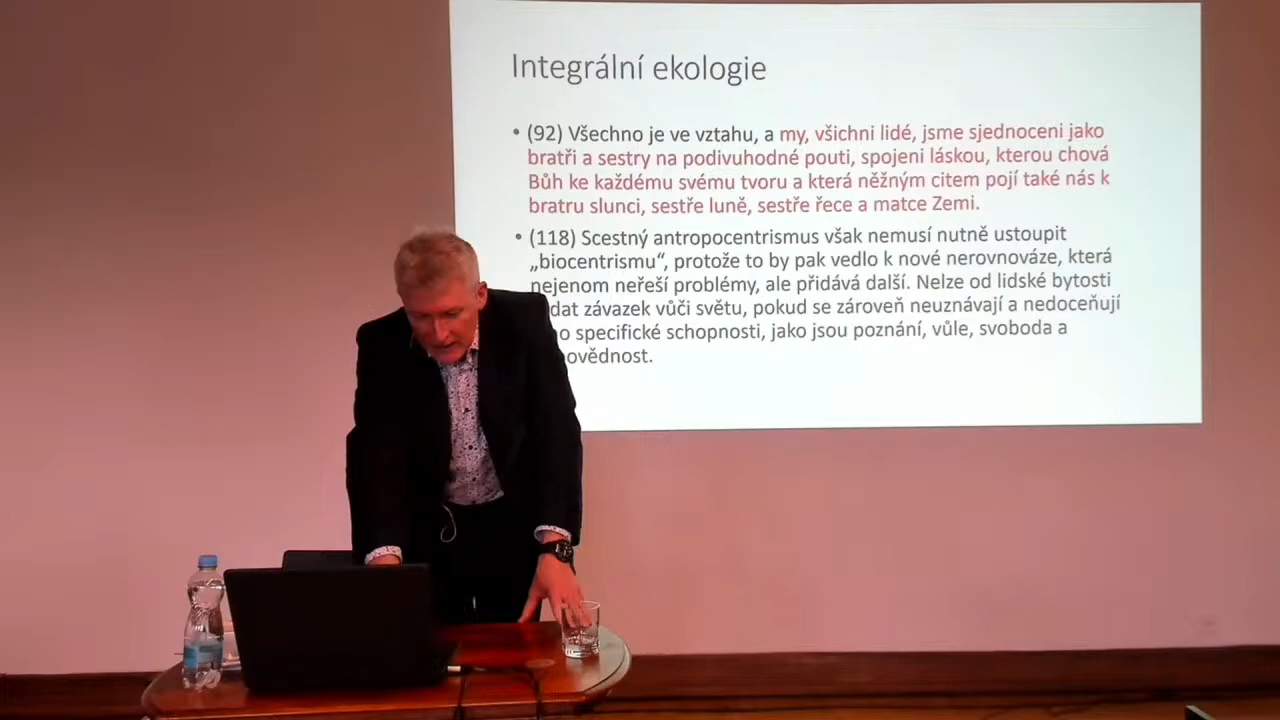 Integrální ekologie
• (92) Všechno je ve vztahu, a my, všichni lidé, jsme sjednoceni jako
bratři a sestry na podivuhodné pouti, spojeni láskou, kterou chová
Bůh ke každému svému tvoru a která něžným citem pojí také nás k
bratru slunci, sestře luně, sestře řece a matce Zemi.
• (118) Scestný antropocentrismus však nemusí nutně ustoupit
„biocentrismu“, protože to by pak vedlo k nové nerovnováze, která
nejenom neřeší problémy, ale přidává další. Nelze od lidské bytosti
dat závazek vůči světu, pokud se zároveň neuznávají a nedoceňují
specifické schopnosti, jako jsou poznání, vůle, svoboda a
ovědnost.